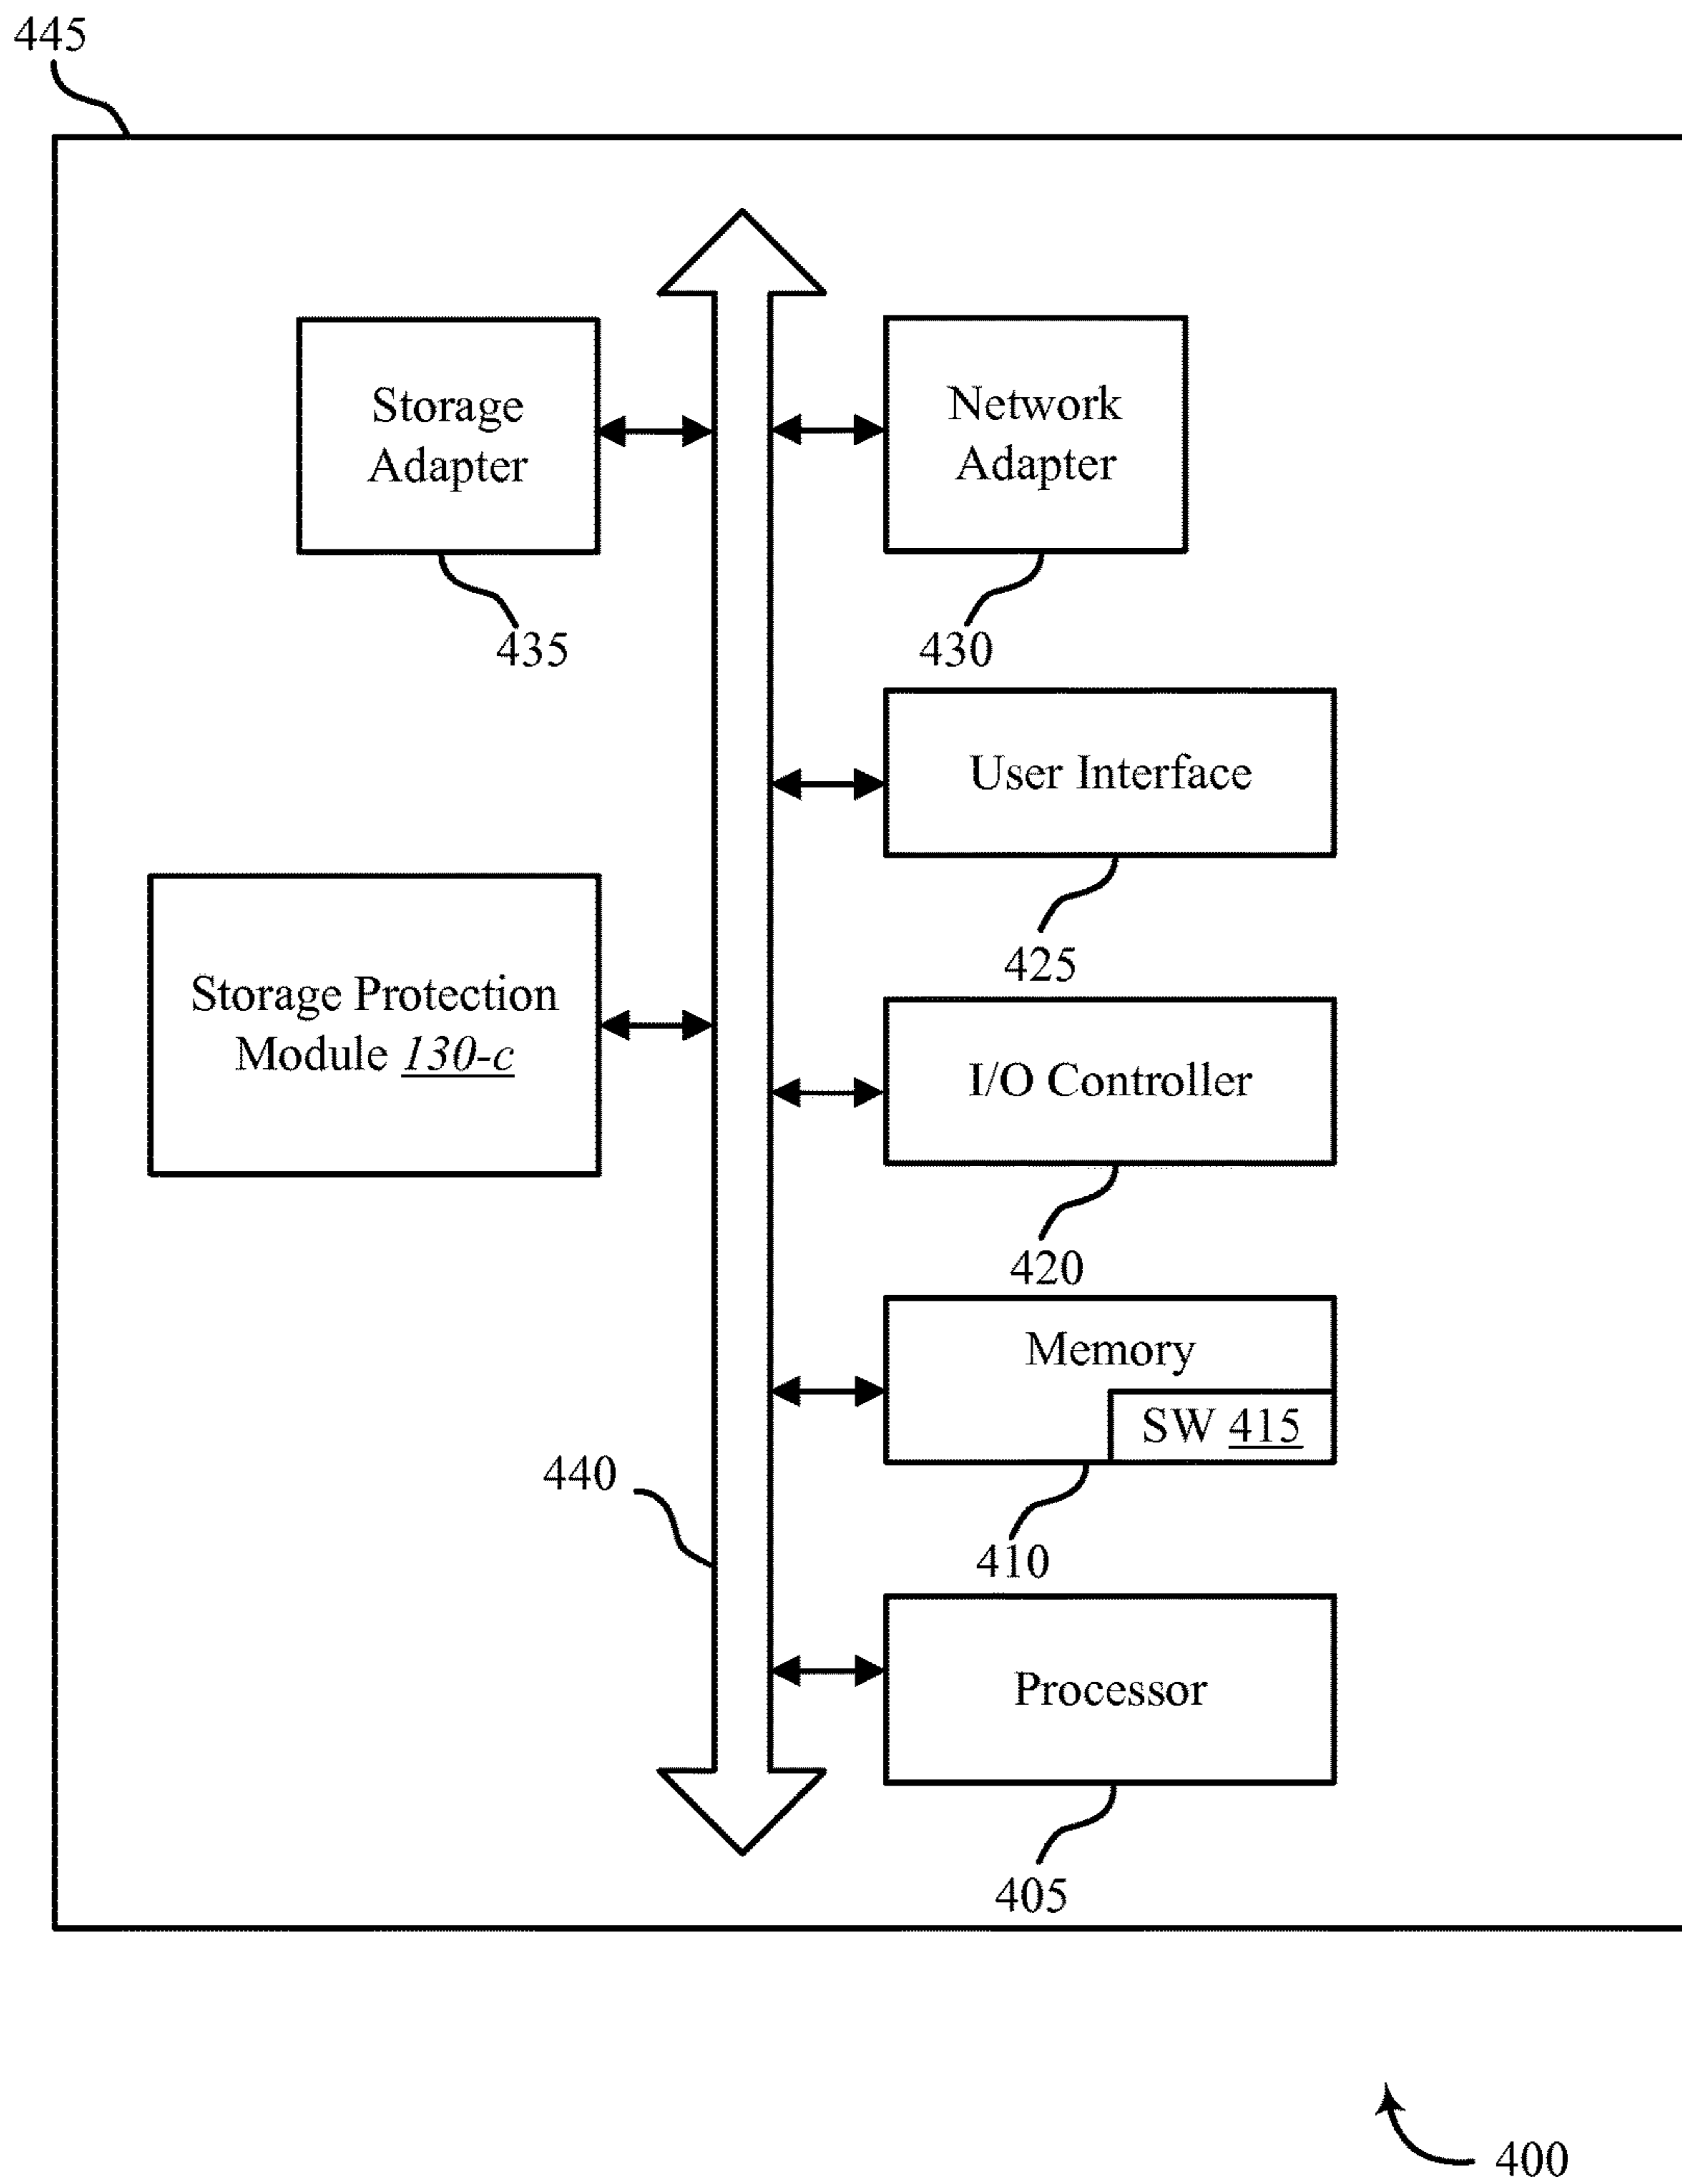 445
Storage
Adapter
Network
Adapter
435
430
User Interface
425
Storage Protection
Module 130-c
I/O Controller
420
Memory
SW 415
440
410
Processor
405
400